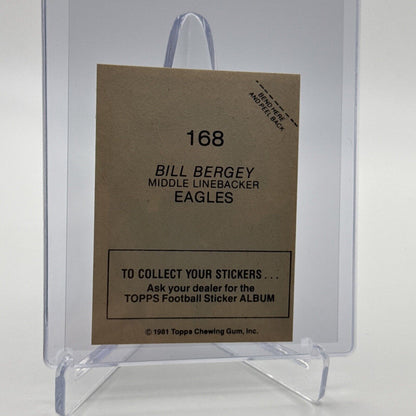 BEND HERE
AND PEEL BACK
168
BILL BERGEY
MIDDLE LINEBACKER
EAGLES
TO COLLECT YOUR STICKERS...
Ask your dealer for the
TOPPS Football Sticker ALBUM
© 1981 Topps Chewing Gum, Inc.